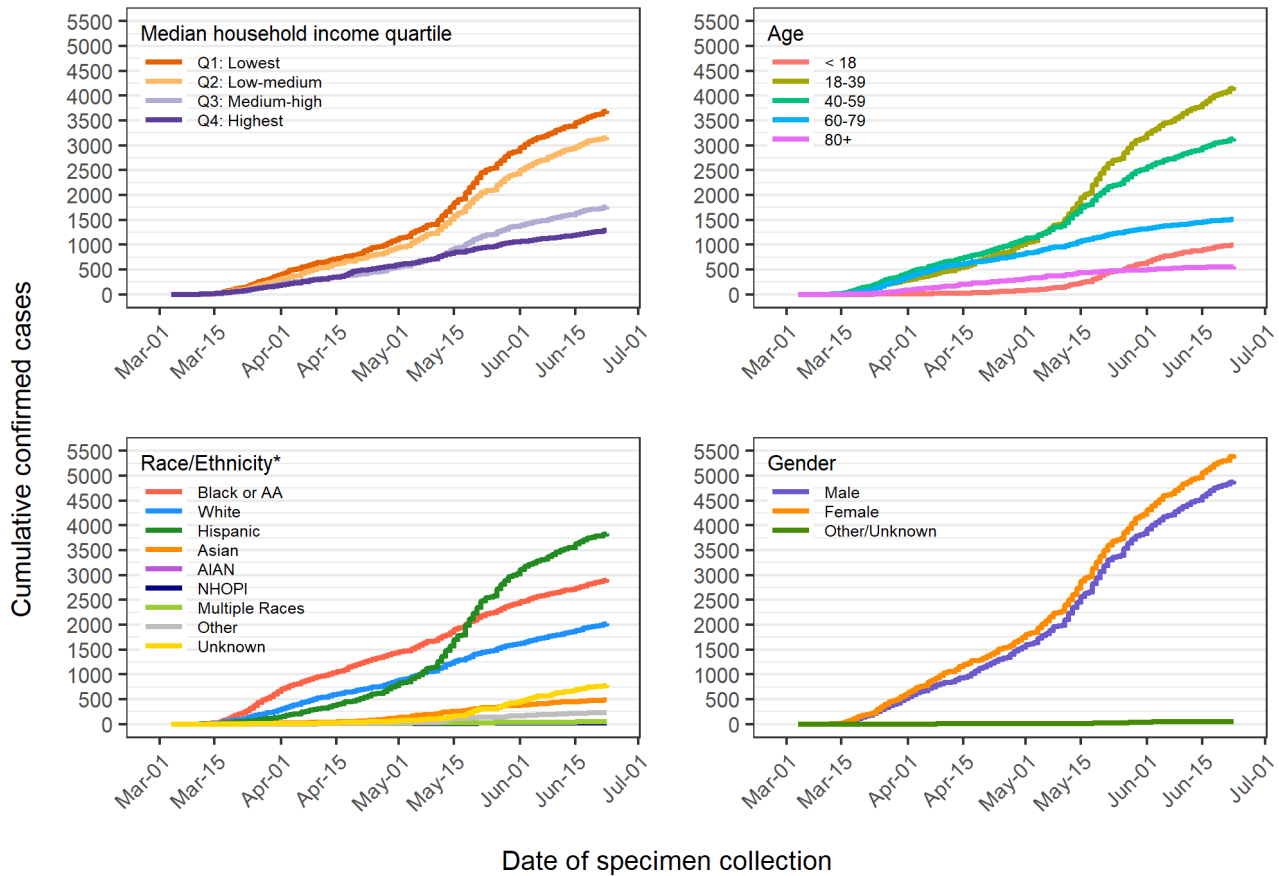 Cumulative confirmed cases
Median household income quartile
Q1: Lowest
Q2: Low-medium
Q3: Medium-high
Q4: Highest
5500
5000
4500
4000
3500
3000
2500
2000
1500
1000
500
0
Mar-01
Mar-15
Apr-01
Apr-15
May-01
May-15
Jun-01
Jun-15
Jul-01
Age
< 18
18-39
40-59
60-79
80+
5500
5000
4500
4000
3500
3000
2500
2000
1500
1000
500
0
Mar-01
Mar-15
Apr-01
Apr-15
May-01
May-15
Jun-01
Jun-15
Jul-01
Race/Ethnicity*
Black or AA
White
Hispanic
Asian
AIAN
NHOPI
Multiple Races
Other
Unknown
5500
5000
4500
4000
3500
3000
2500
2000
1500
1000
500
0
Mar-01
Mar-15
Apr-01
Apr-15
May-01
May-15
Jun-01
Jun-15
Jul-01
Gender
Male
Female
Other/Unknown
5500
5000
4500
4000
3500
3000
2500
2000
1500
1000
500
0
Mar-01
Mar-15
Apr-01
Apr-15
May-01
May-15
Jun-01
Jun-15
Jul-01
Date of specimen collection